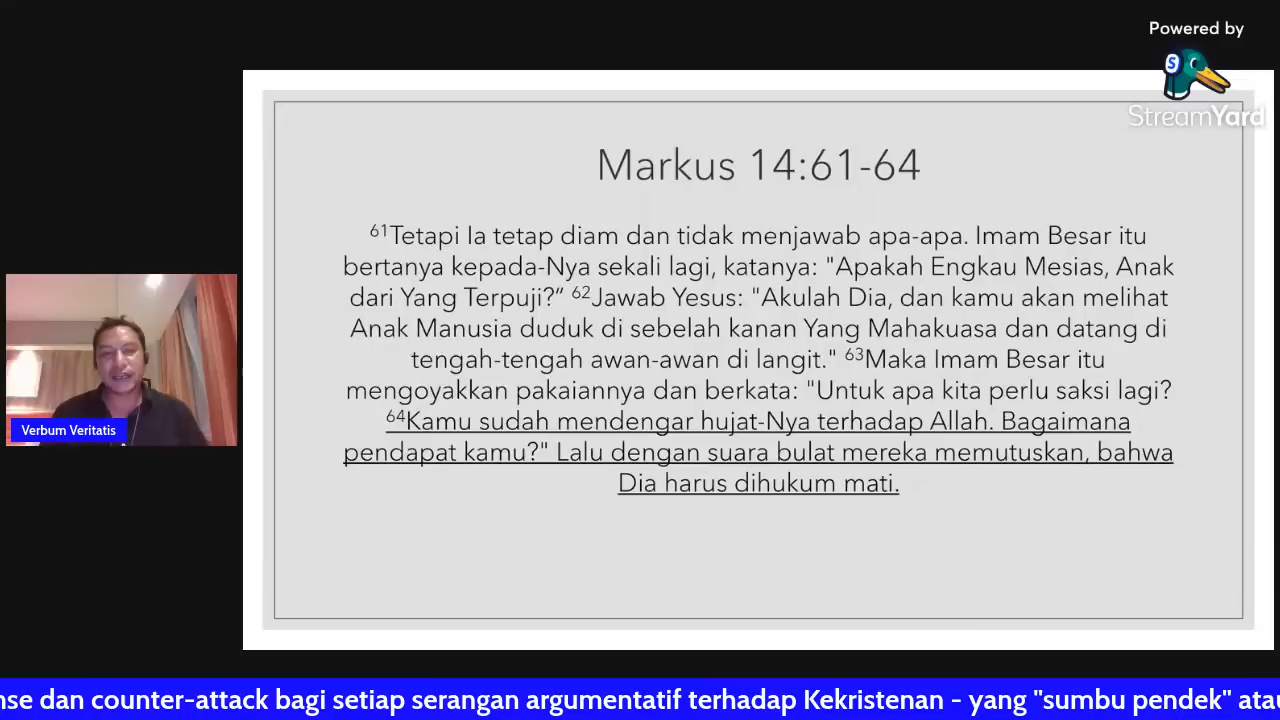 Powered by
StreamYard
Markus 14:61-64
⁶¹Tetapi Ia tetap diam dan tidak menjawab apa-apa. Imam Besar itu
bertanya kepada-Nya sekali lagi, katanya: "Apakah Engkau Mesias, Anak
dari Yang Terpuji?” ⁶²Jawab Yesus: "Akulah Dia, dan kamu akan melihat
Anak Manusia duduk di sebelah kanan Yang Mahakuasa dan datang di
tengah-tengah awan-awan di langit." ⁶³Maka Imam Besar itu
mengoyakkan pakaiannya dan berkata: "Untuk apa kita perlu saksi lagi?
⁶⁴Kamu sudah mendengar hujat-Nya terhadap Allah. Bagaimana
pendapat kamu?" Lalu dengan suara bulat mereka memutuskan, bahwa
Dia harus dihukum mati.
Verbum Veritatis
nse dan counter-attack bagi setiap serangan argumentatif terhadap Kekristenan - yang "sumbu pendek" atau